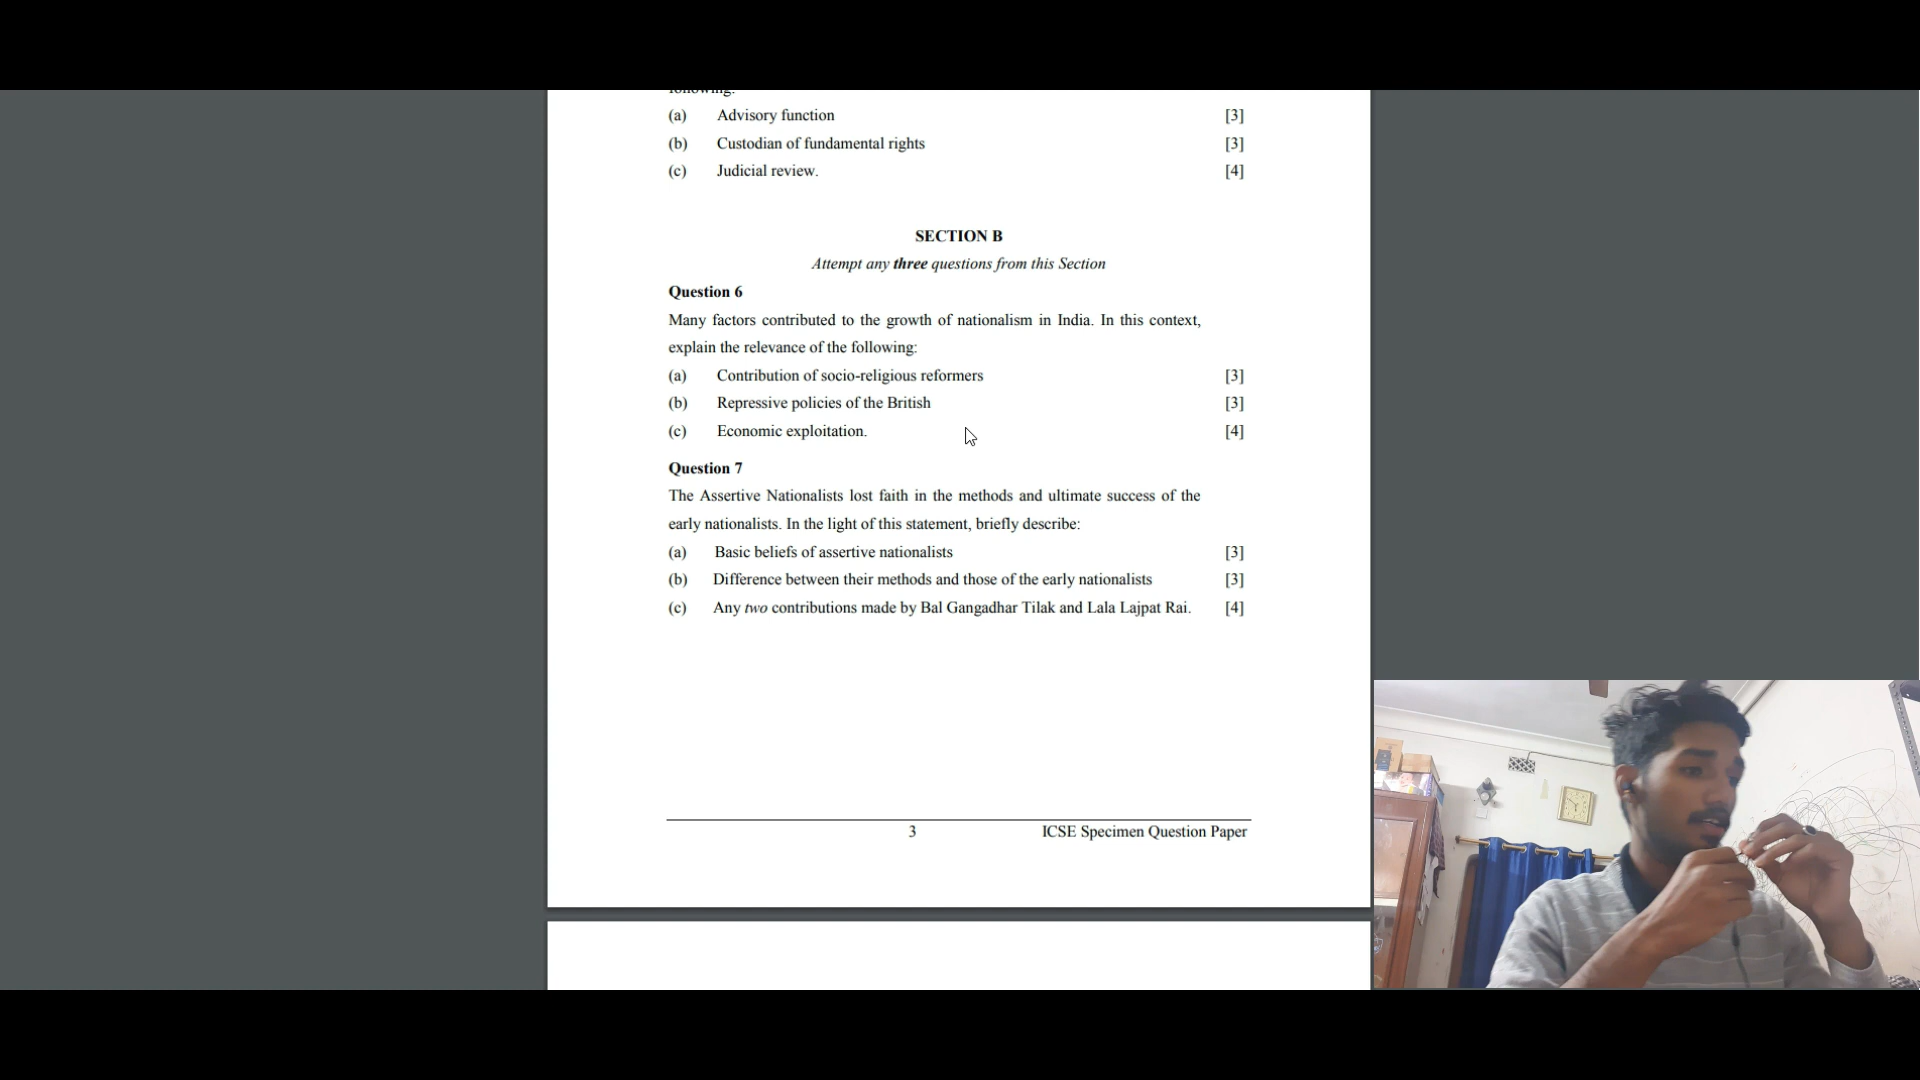 following:
(a) Advisory function [3]
(b) Custodian of fundamental rights [3]
(c) Judicial review. [4]
SECTION B
Attempt any three questions from this Section
Question 6
Many factors contributed to the growth of nationalism in India. In this context,
explain the relevance of the following:
(a) Contribution of socio-religious reformers [3]
(b) Repressive policies of the British [3]
(c) Economic exploitation. [4]
Question 7
The Assertive Nationalists lost faith in the methods and ultimate success of the
early nationalists. In the light of this statement, briefly describe:
(a) Basic beliefs of assertive nationalists [3]
(b) Difference between their methods and those of the early nationalists [3]
(c) Any two contributions made by Bal Gangadhar Tilak and Lala Lajpat Rai. [4]
3 ICSE Specimen Question Paper